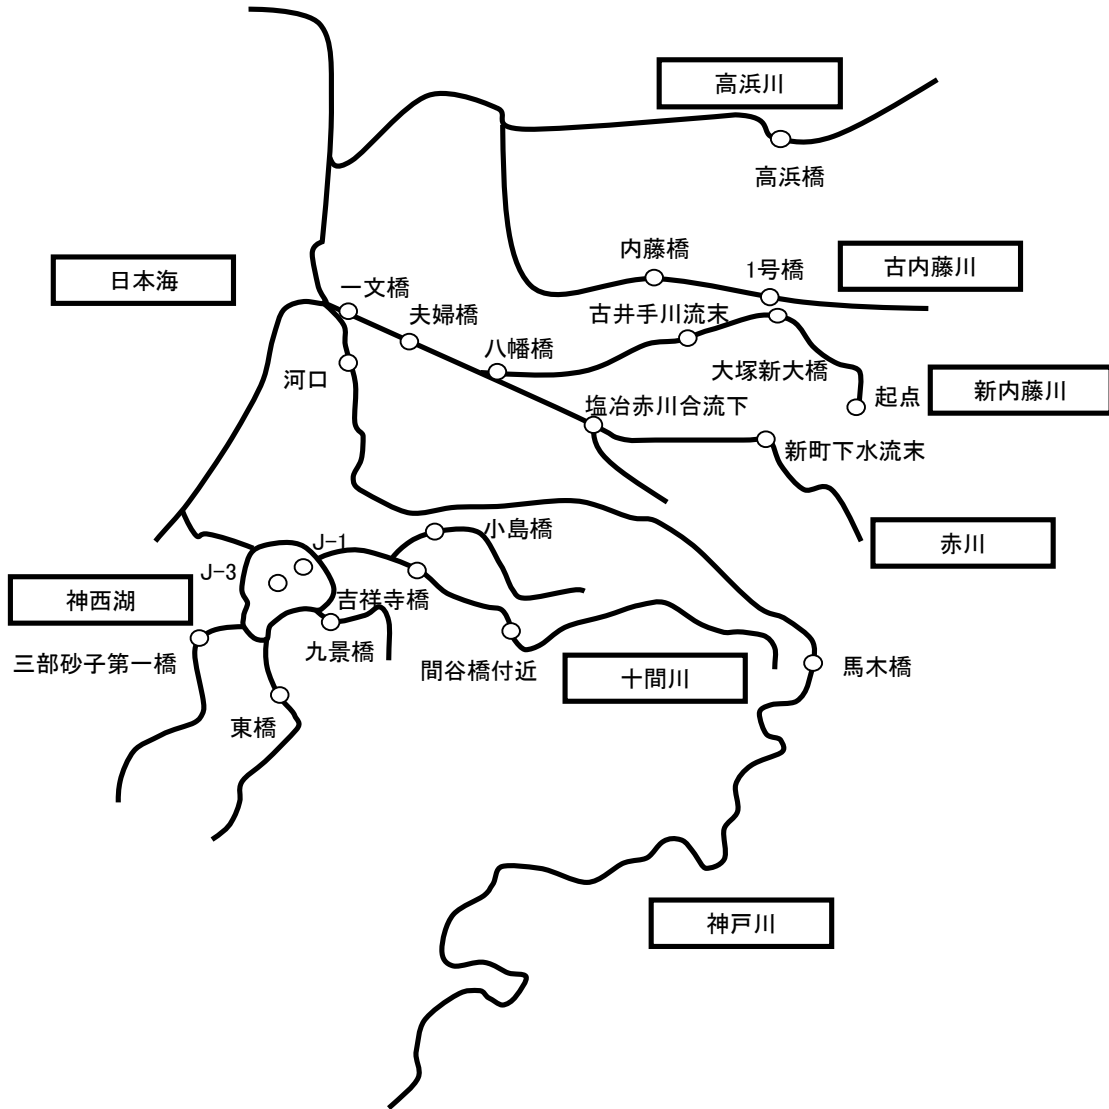 高浜川
高浜橋
内藤橋
1号橋
古内藤川
日本海
一文橋
夫婦橋
古井手川流末
八幡橋
大塚新大橋
河口
起点
新内藤川
塩冶赤川合流下
新町下水流末
小島橋
赤川
J-1
J-3
神西湖
吉祥寺橋
九景橋
三部砂子第一橋
間谷橋付近
十間川
馬木橋
東橋
神戸川